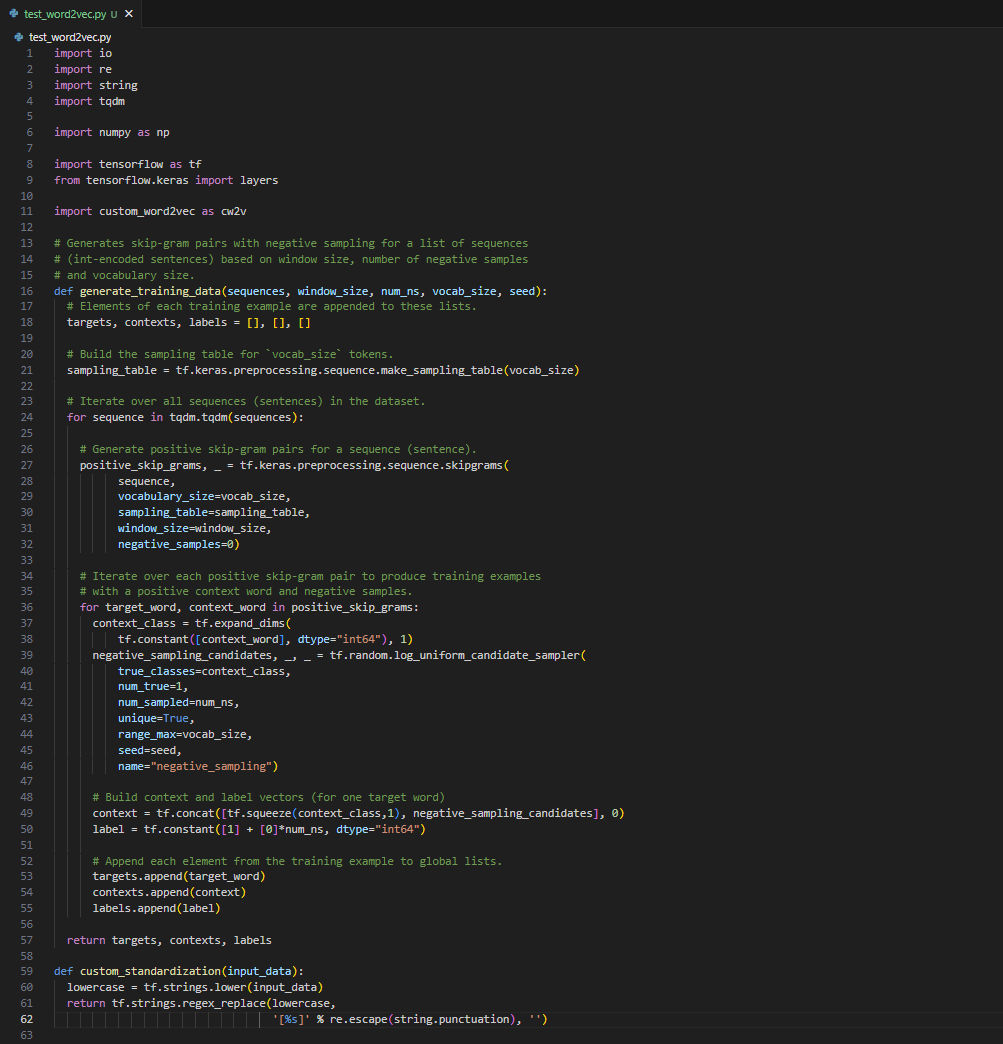 test_word2vec.py U ×
test_word2vec.py
1 import io
2 import re
3 import string
4 import tqdm
5
6 import numpy as np
7
8 import tensorflow as tf
9 from tensorflow.keras import layers
10
11 import custom_word2vec as cw2v
12
13 # Generates skip-gram pairs with negative sampling for a list of sequences
14 # (int-encoded sentences) based on window size, number of negative samples
15 # and vocabulary size.
16 def generate_training_data(sequences, window_size, num_ns, vocab_size, seed):
17   # Elements of each training example are appended to these lists.
18   targets, contexts, labels = [], [], []
19
20   # Build the sampling table for `vocab_size` tokens.
21   sampling_table = tf.keras.preprocessing.sequence.make_sampling_table(vocab_size)
22
23   # Iterate over all sequences (sentences) in the dataset.
24   for sequence in tqdm.tqdm(sequences):
25
26     # Generate positive skip-gram pairs for a sequence (sentence).
27     positive_skip_grams, _ = tf.keras.preprocessing.sequence.skipgrams(
28           sequence,
29           vocabulary_size=vocab_size,
30           sampling_table=sampling_table,
31           window_size=window_size,
32           negative_samples=0)
33
34     # Iterate over each positive skip-gram pair to produce training examples
35     # with a positive context word and negative samples.
36     for target_word, context_word in positive_skip_grams:
37       context_class = tf.expand_dims(
38           tf.constant([context_word], dtype="int64"), 1)
39       negative_sampling_candidates, _, _ = tf.random.log_uniform_candidate_sampler(
40           true_classes=context_class,
41           num_true=1,
42           num_sampled=num_ns,
43           unique=True,
44           range_max=vocab_size,
45           seed=seed,
46           name="negative_sampling")
47
48       # Build context and label vectors (for one target word)
49       context = tf.concat([tf.squeeze(context_class,1), negative_sampling_candidates], 0)
50       label = tf.constant([1] + [0]*num_ns, dtype="int64")
51
52       # Append each element from the training example to global lists.
53       targets.append(target_word)
54       contexts.append(context)
55       labels.append(label)
56
57   return targets, contexts, labels
58
59 def custom_standardization(input_data):
60   lowercase = tf.strings.lower(input_data)
61   return tf.strings.regex_replace(lowercase,
62                                   '[%s]' % re.escape(string.punctuation), '')
63